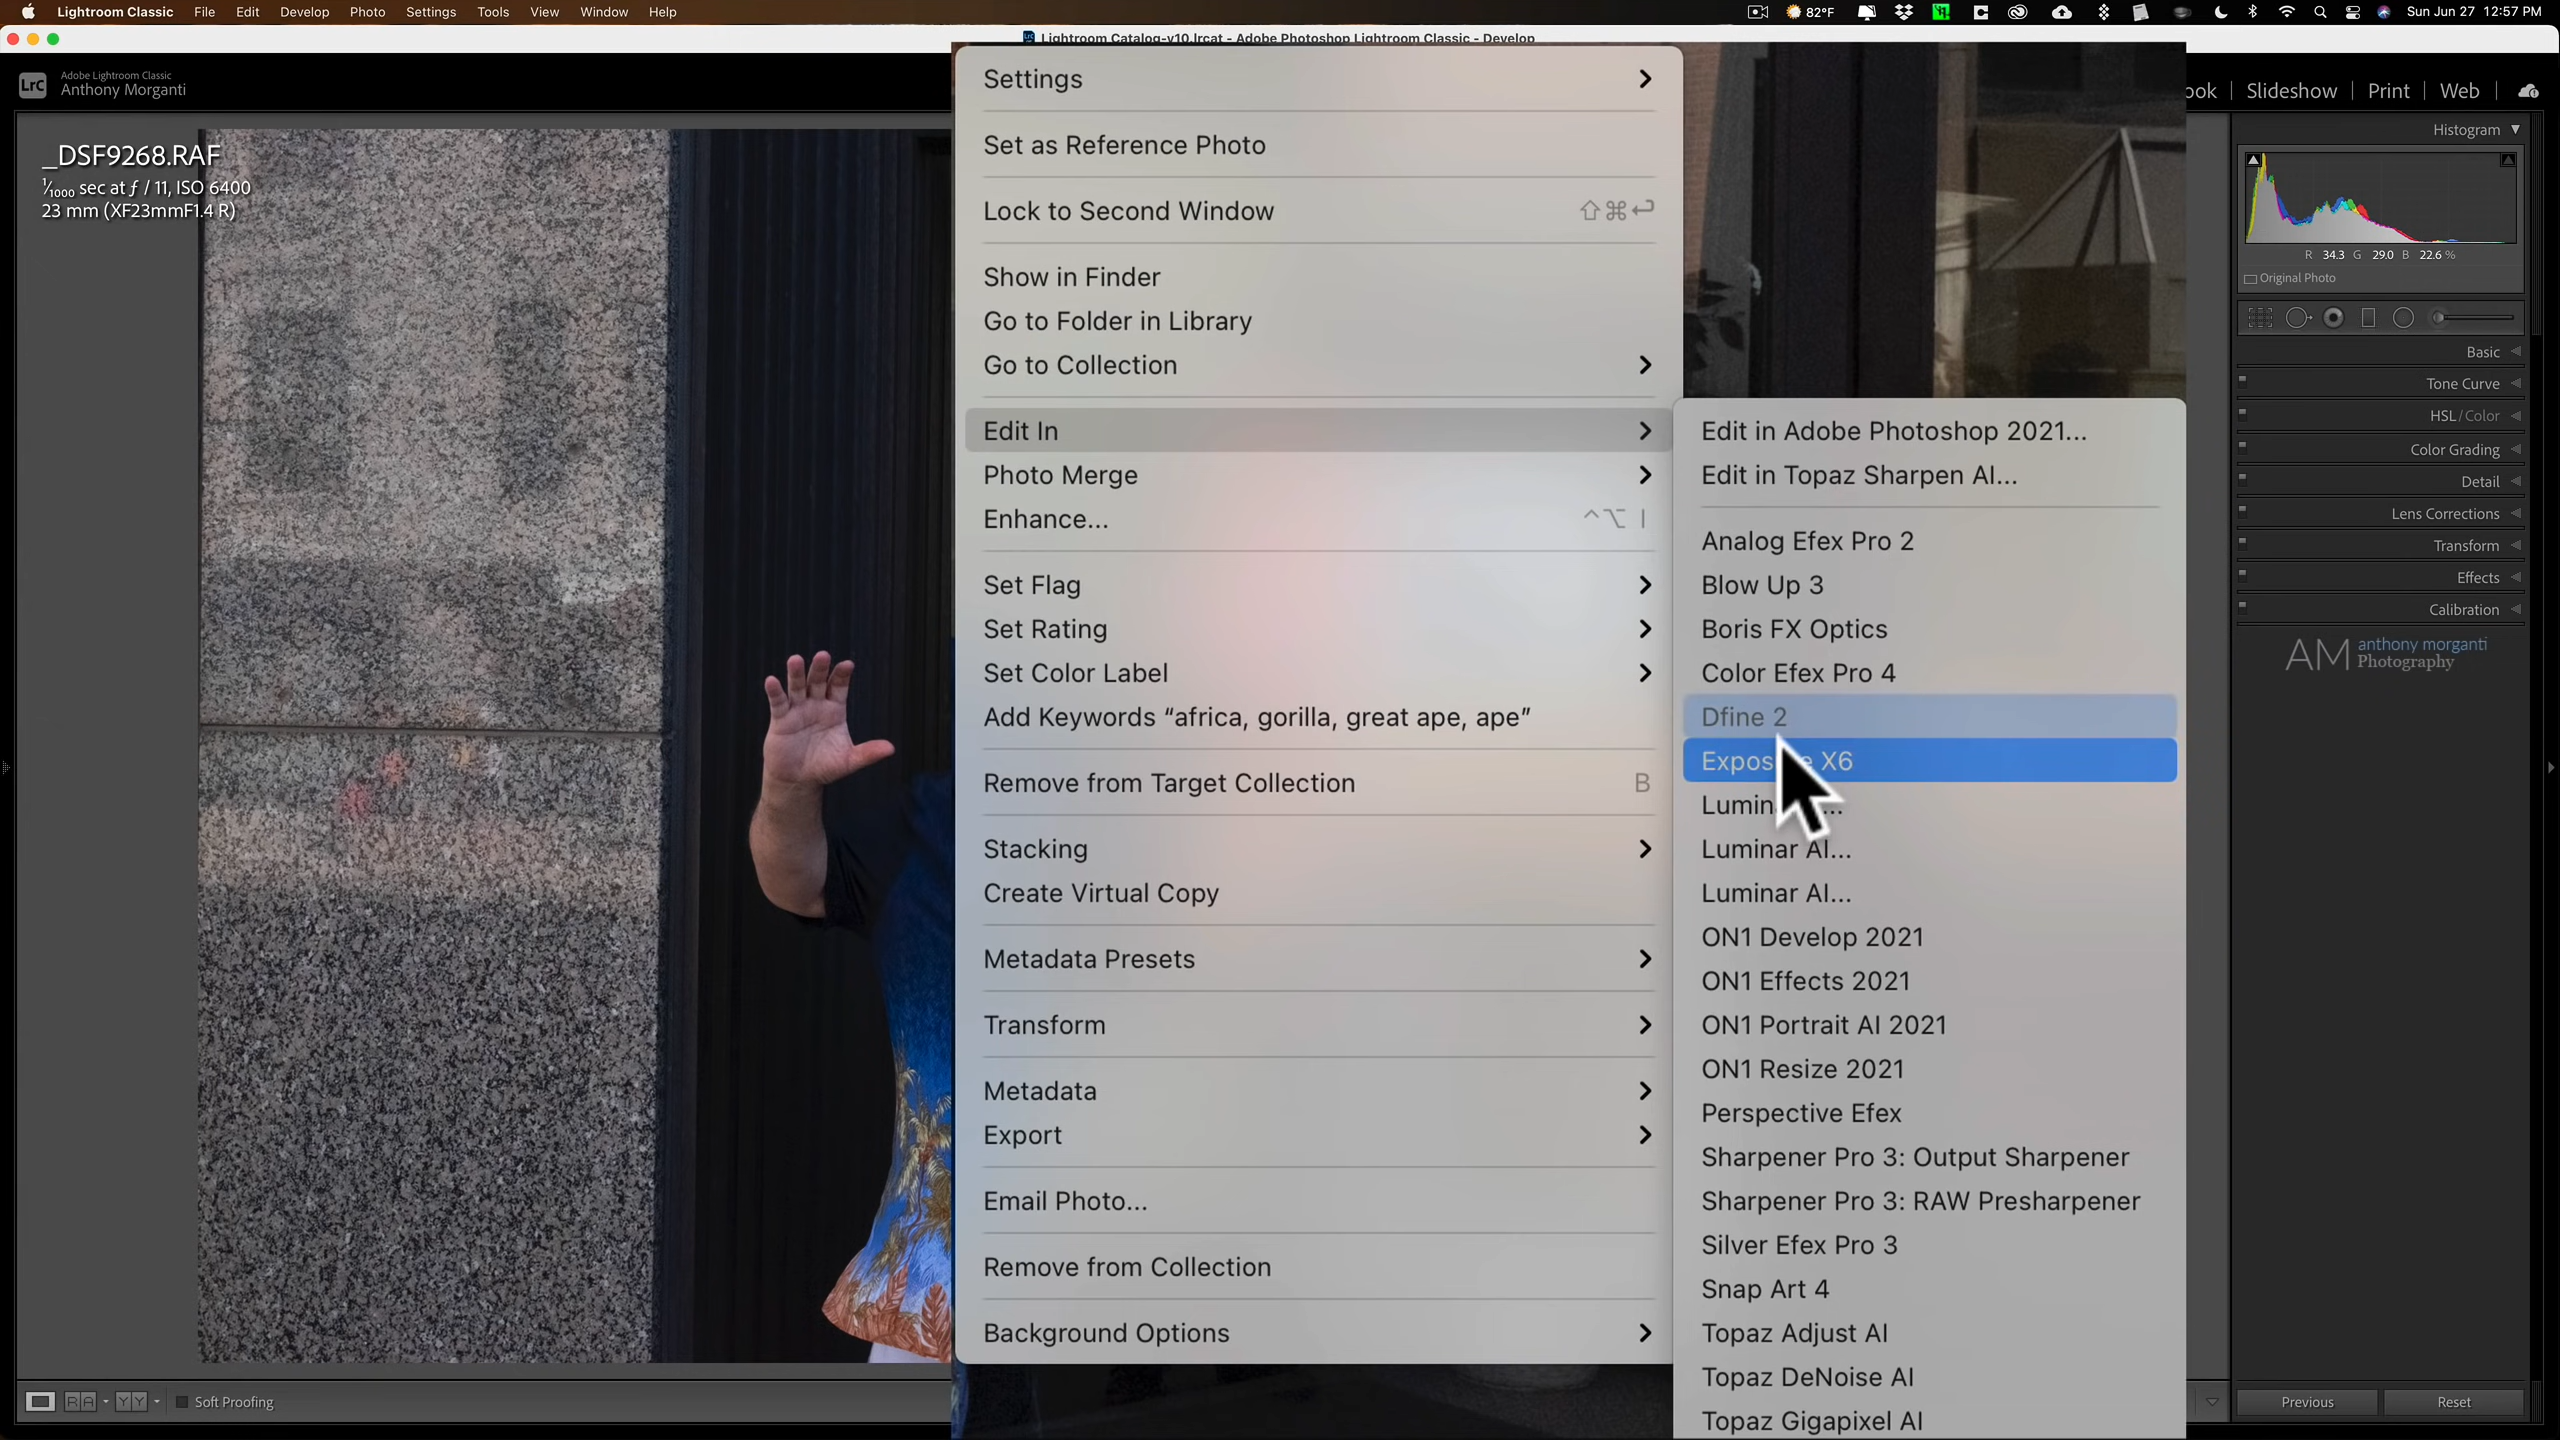 Lightroom Classic File Edit Develop Photo Settings Tools View Window Help
82°F Sun Jun 27 12:57 PM
Lightroom Catalog-v10.lrcat - Adobe Photoshop Lightroom Classic - Develop
LrC
Adobe Lightroom Classic
Anthony Morganti
ook | Slideshow | Print | Web |
_DSF9268.RAF
1/1000 sec at ƒ / 11, ISO 6400
23 mm (XF23mmF1.4 R)
Settings
Set as Reference Photo
Lock to Second Window ⇧⌘↩
Show in Finder
Go to Folder in Library
Go to Collection
Edit In
Photo Merge
Enhance... ^⌥ I
Set Flag
Set Rating
Set Color Label
Add Keywords “africa, gorilla, great ape, ape”
Remove from Target Collection B
Stacking
Create Virtual Copy
Metadata Presets
Transform
Metadata
Export
Email Photo...
Remove from Collection
Background Options
Edit in Adobe Photoshop 2021...
Edit in Topaz Sharpen AI...
Analog Efex Pro 2
Blow Up 3
Boris FX Optics
Color Efex Pro 4
Dfine 2
X6
Luminar AI...
Luminar AI...
ON1 Develop 2021
ON1 Effects 2021
ON1 Portrait AI 2021
ON1 Resize 2021
Perspective Efex
Sharpener Pro 3: Output Sharpener
Sharpener Pro 3: RAW Presharpener
Silver Efex Pro 3
Snap Art 4
Topaz Adjust AI
Topaz DeNoise AI
Topaz Gigapixel AI
Histogram
R 34.3 G 29.0 B 22.6 %
Original Photo
Basic
Tone Curve
HSL / Color
Color Grading
Detail
Lens Corrections
Transform
Effects
Calibration
AM anthony morganti
Photography
R A Y Y Soft Proofing
Previous Reset